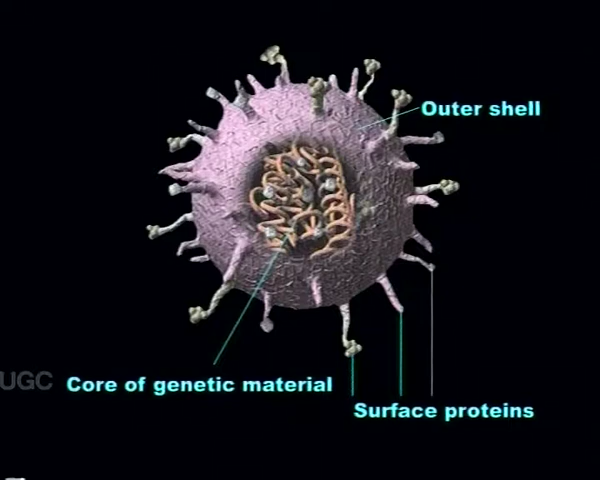 Outer shell
UGC
Core of genetic material
Surface proteins